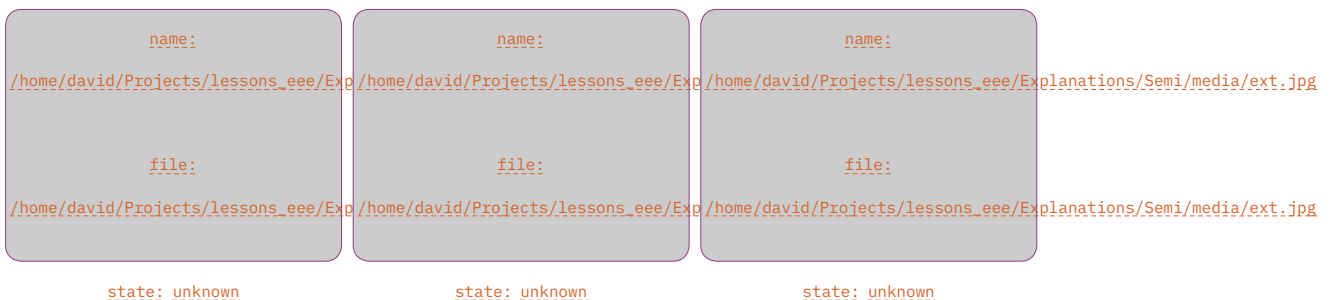 name: name: name:
/home/david/Projects/lessons_eee/Exp /home/david/Projects/lessons_eee/Exp /home/david/Projects/lessons_eee/Explanations/Semi/media/ext.jpg
file: file: file:
/home/david/Projects/lessons_eee/Exp /home/david/Projects/lessons_eee/Exp /home/david/Projects/lessons_eee/Explanations/Semi/media/ext.jpg
state: unknown state: unknown state: unknown